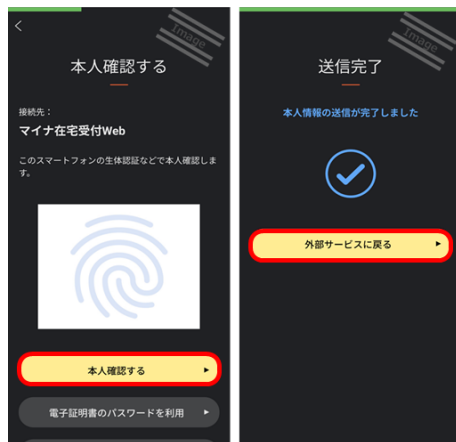 Image
本人確認する
接続先：
マイナ在宅受付Web
このスマートフォンの生体認証などで本人確認しま
す。
本人確認する
電子証明書のパスワードを利用
Image
送信完了
本人情報の送信が完了しました
外部サービスに戻る